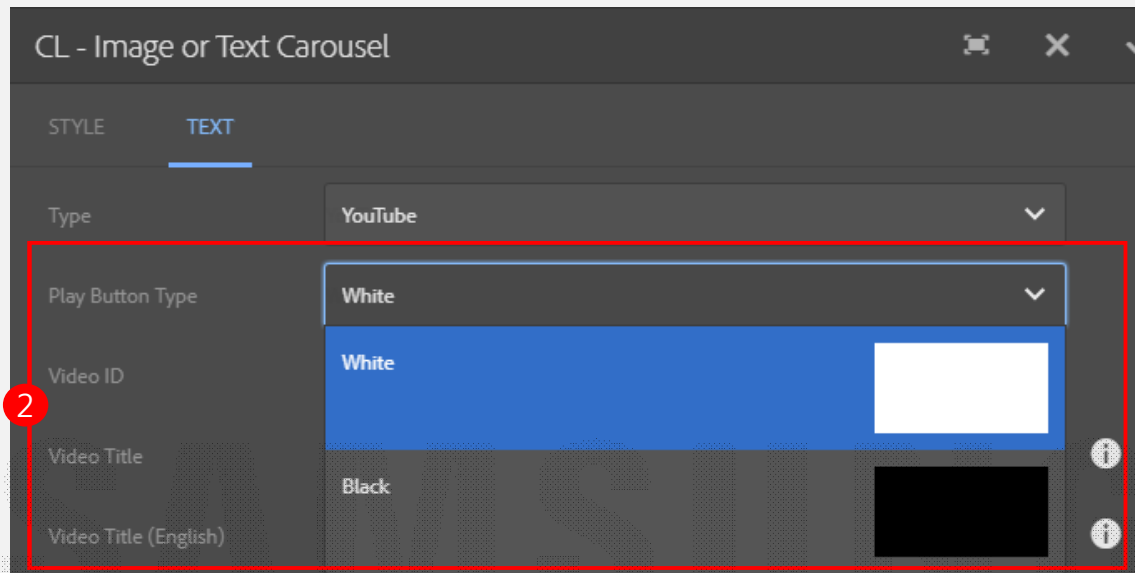 CL - Image or Text Carousel
STYLE TEXT
Type YouTube
Play Button Type White
White
Video ID
2
Video Title
Black
Video Title (English)
SAMSUNG